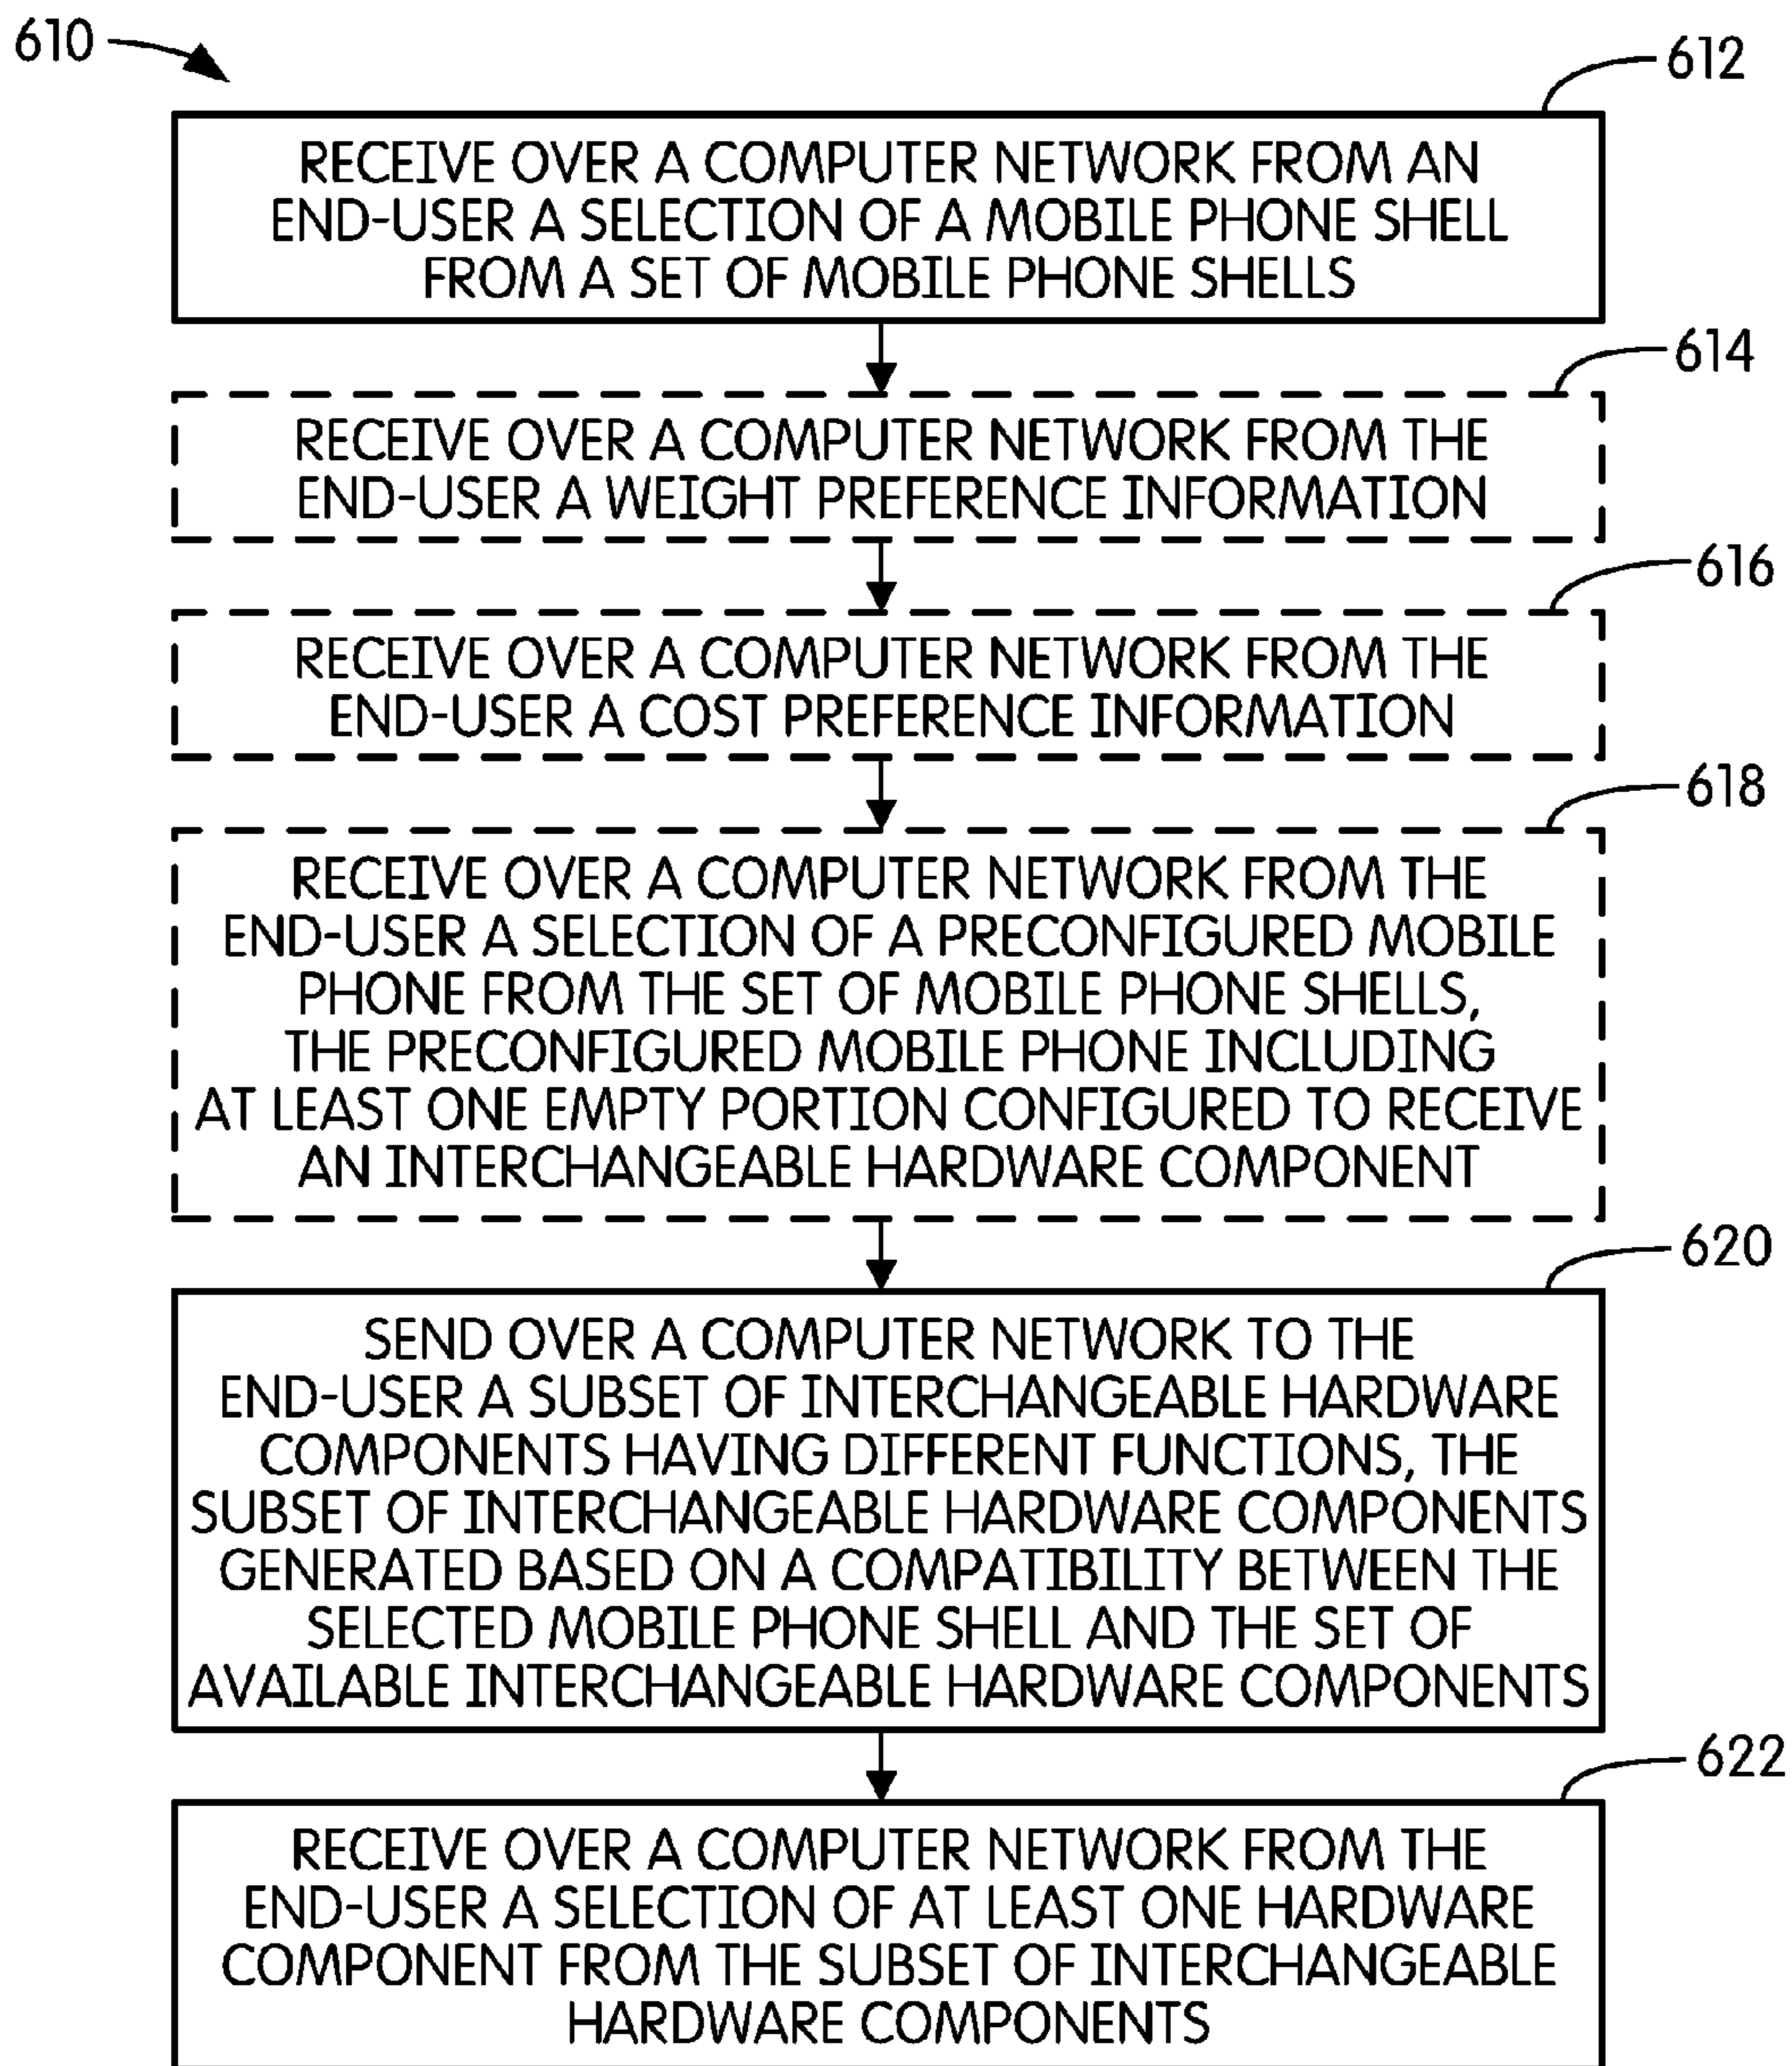 610
612
RECEIVE OVER A COMPUTER NETWORK FROM AN
END-USER A SELECTION OF A MOBILE PHONE SHELL
FROM A SET OF MOBILE PHONE SHELLS
614
RECEIVE OVER A COMPUTER NETWORK FROM THE
END-USER A WEIGHT PREFERENCE INFORMATION
616
RECEIVE OVER A COMPUTER NETWORK FROM THE
END-USER A COST PREFERENCE INFORMATION
618
RECEIVE OVER A COMPUTER NETWORK FROM THE
END-USER A SELECTION OF A PRECONFIGURED MOBILE
PHONE FROM THE SET OF MOBILE PHONE SHELLS,
THE PRECONFIGURED MOBILE PHONE INCLUDING
AT LEAST ONE EMPTY PORTION CONFIGURED TO RECEIVE
AN INTERCHANGEABLE HARDWARE COMPONENT
620
SEND OVER A COMPUTER NETWORK TO THE
END-USER A SUBSET OF INTERCHANGEABLE HARDWARE
COMPONENTS HAVING DIFFERENT FUNCTIONS, THE
SUBSET OF INTERCHANGEABLE HARDWARE COMPONENTS
GENERATED BASED ON A COMPATIBILITY BETWEEN THE
SELECTED MOBILE PHONE SHELL AND THE SET OF
AVAILABLE INTERCHANGEABLE HARDWARE COMPONENTS
622
RECEIVE OVER A COMPUTER NETWORK FROM THE
END-USER A SELECTION OF AT LEAST ONE HARDWARE
COMPONENT FROM THE SUBSET OF INTERCHANGEABLE
HARDWARE COMPONENTS